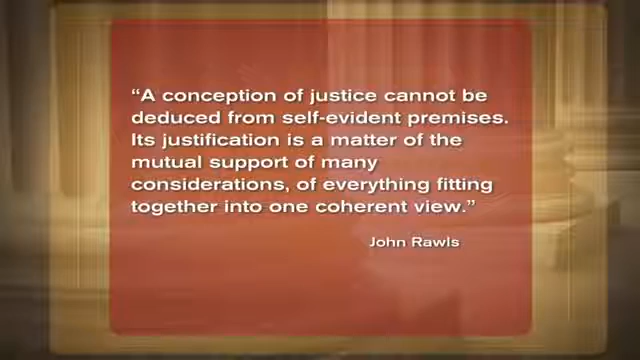 “A conception of justice cannot be
deduced from self-evident premises.
Its justification is a matter of the
mutual support of many
considerations, of everything fitting
together into one coherent view.”
John Rawls